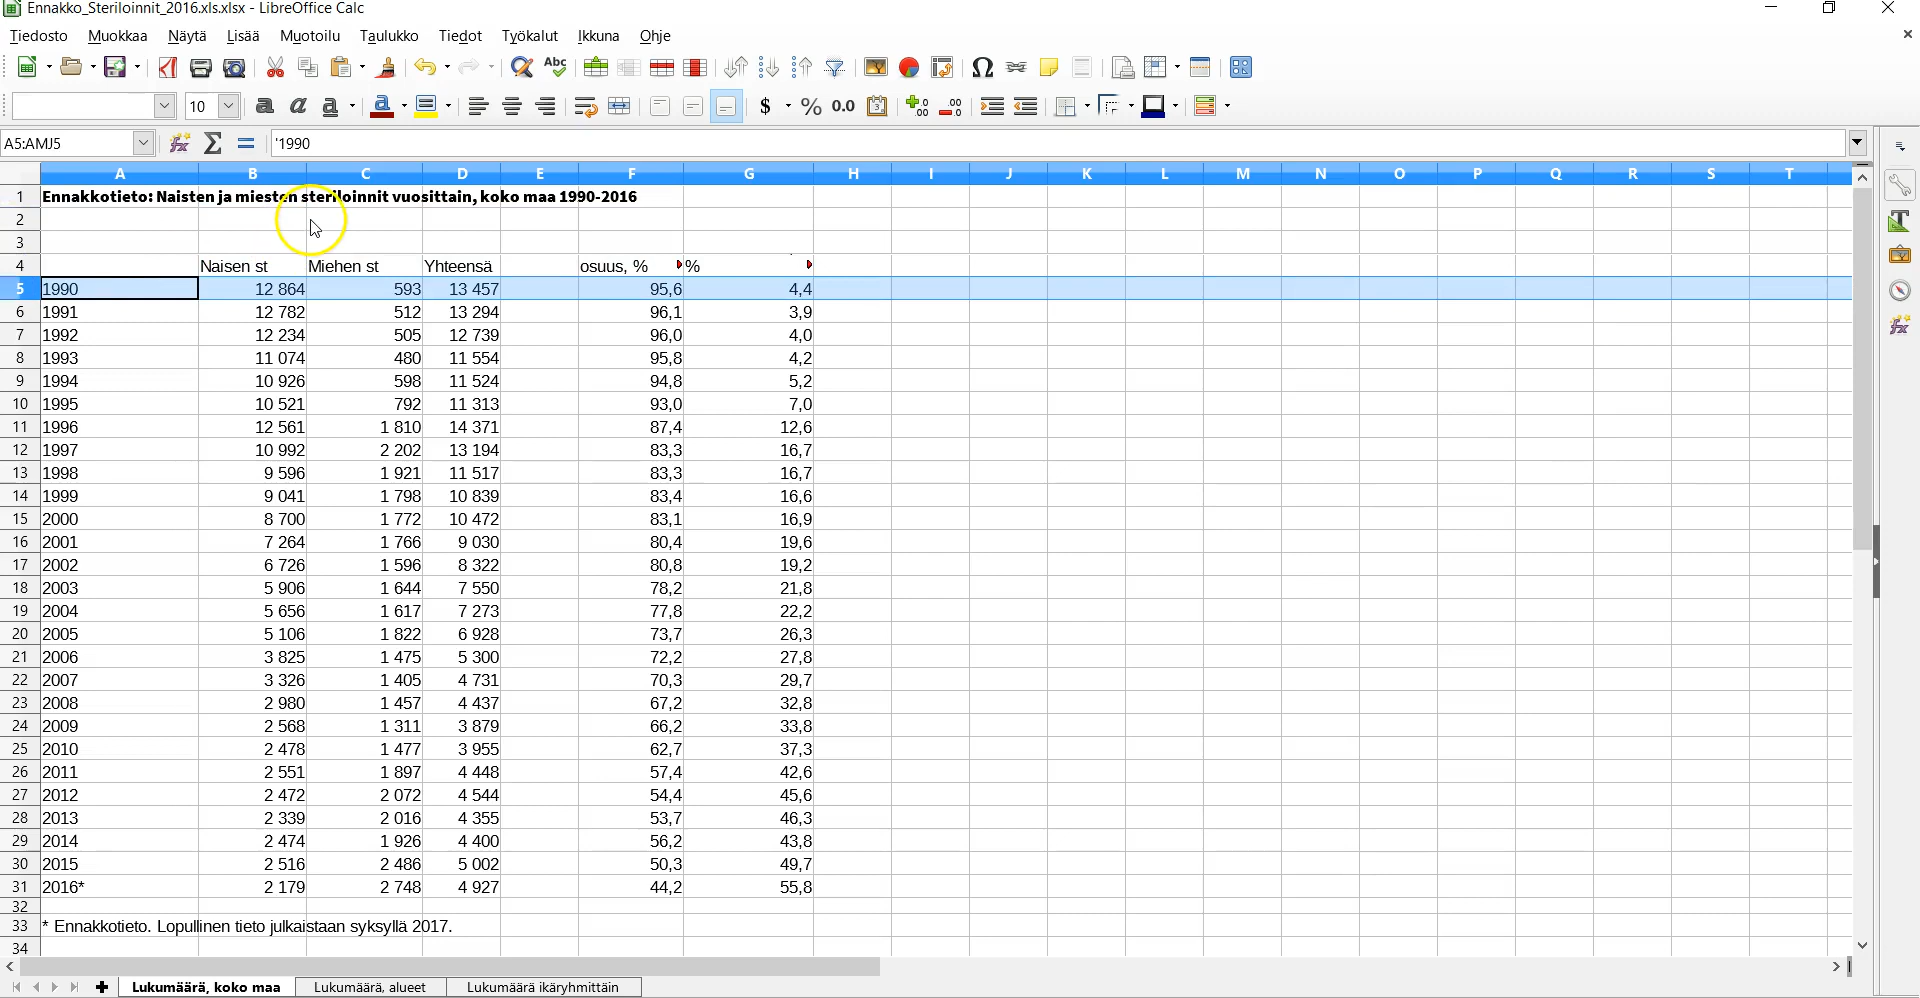 Ennakko_Steriloinnit_2016.xls.xlsx - LibreOffice Calc
Tiedosto Muokkaa Näytä Lisää Muotoilu Taulukko Tiedot Työkalut Ikkuna Ohje
10
A5:AMJ5 '1990
A B C D E F G H I J K L M N O P Q R S T
1 Ennakkotieto: Naisten ja miesten steriloinnit vuosittain, koko maa 1990-2016
2
3
4 Naisen st Miehen st Yhteensä osuus, % %
5 1990 12 864 593 13 457 95,6 4,4
6 1991 12 782 512 13 294 96,1 3,9
7 1992 12 234 505 12 739 96,0 4,0
8 1993 11 074 480 11 554 95,8 4,2
9 1994 10 926 598 11 524 94,8 5,2
10 1995 10 521 792 11 313 93,0 7,0
11 1996 12 561 1 810 14 371 87,4 12,6
12 1997 10 992 2 202 13 194 83,3 16,7
13 1998 9 596 1 921 11 517 83,3 16,7
14 1999 9 041 1 798 10 839 83,4 16,6
15 2000 8 700 1 772 10 472 83,1 16,9
16 2001 7 264 1 766 9 030 80,4 19,6
17 2002 6 726 1 596 8 322 80,8 19,2
18 2003 5 906 1 644 7 550 78,2 21,8
19 2004 5 656 1 617 7 273 77,8 22,2
20 2005 5 106 1 822 6 928 73,7 26,3
21 2006 3 825 1 475 5 300 72,2 27,8
22 2007 3 326 1 405 4 731 70,3 29,7
23 2008 2 980 1 457 4 437 67,2 32,8
24 2009 2 568 1 311 3 879 66,2 33,8
25 2010 2 478 1 477 3 955 62,7 37,3
26 2011 2 551 1 897 4 448 57,4 42,6
27 2012 2 472 2 072 4 544 54,4 45,6
28 2013 2 339 2 016 4 355 53,7 46,3
29 2014 2 474 1 926 4 400 56,2 43,8
30 2015 2 516 2 486 5 002 50,3 49,7
31 2016* 2 179 2 748 4 927 44,2 55,8
32
33 * Ennakkotieto. Lopullinen tieto julkaistaan syksyllä 2017.
34
Lukumäärä, koko maa Lukumäärä, alueet Lukumäärä ikäryhmittäin